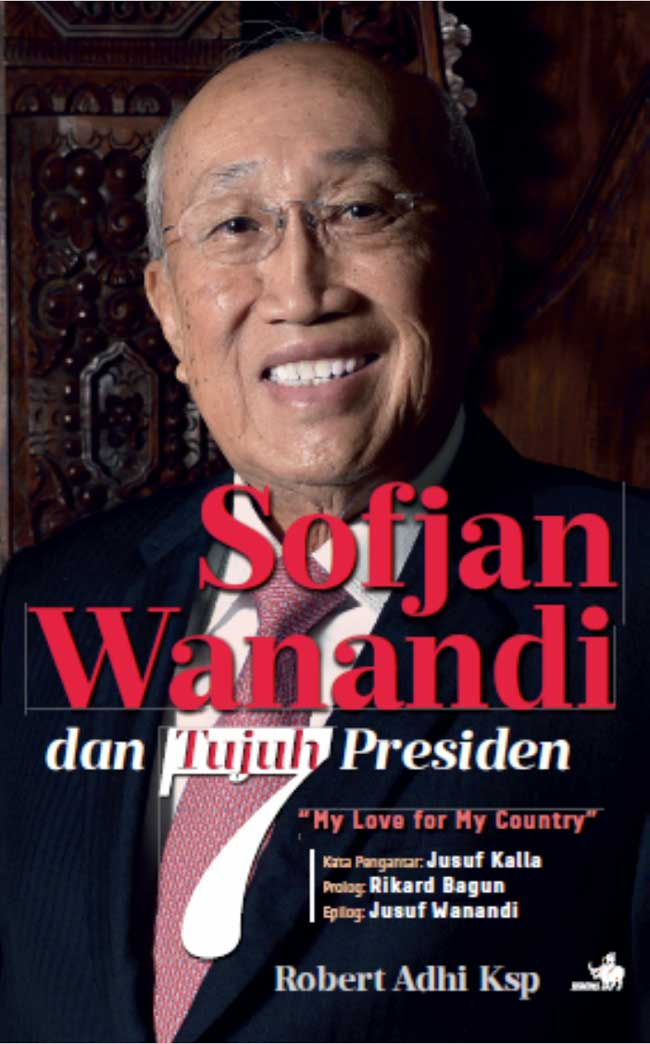 Sofjan
Wanandi
dan Tujuh Presiden
7
"My Love for My Country"
Kata Pengantar: Jusuf Kalla
Prolog: Rikard Bagun
Epilog: Jusuf Wanandi
Robert Adhi Ksp